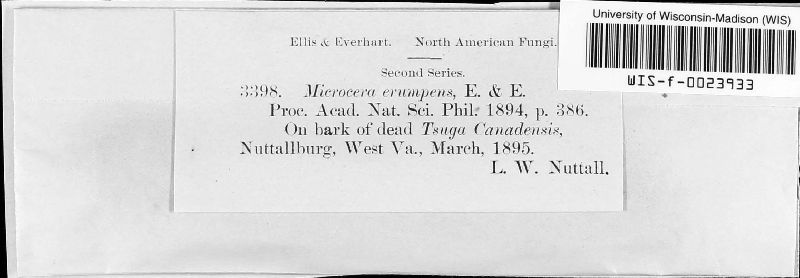 University of Wisconsin-Madison (WIS)
WIS-f-0023933
Ellis & Everhart. North American Fungi.
Second Series.
3398. Microcera erumpens, E. & E.
Proc. Acad. Nat. Sci. Phil. 1894, p. 386.
On bark of dead Tsuga Canadensis,
Nuttallburg, West Va., March, 1895.
L. W. Nuttall.